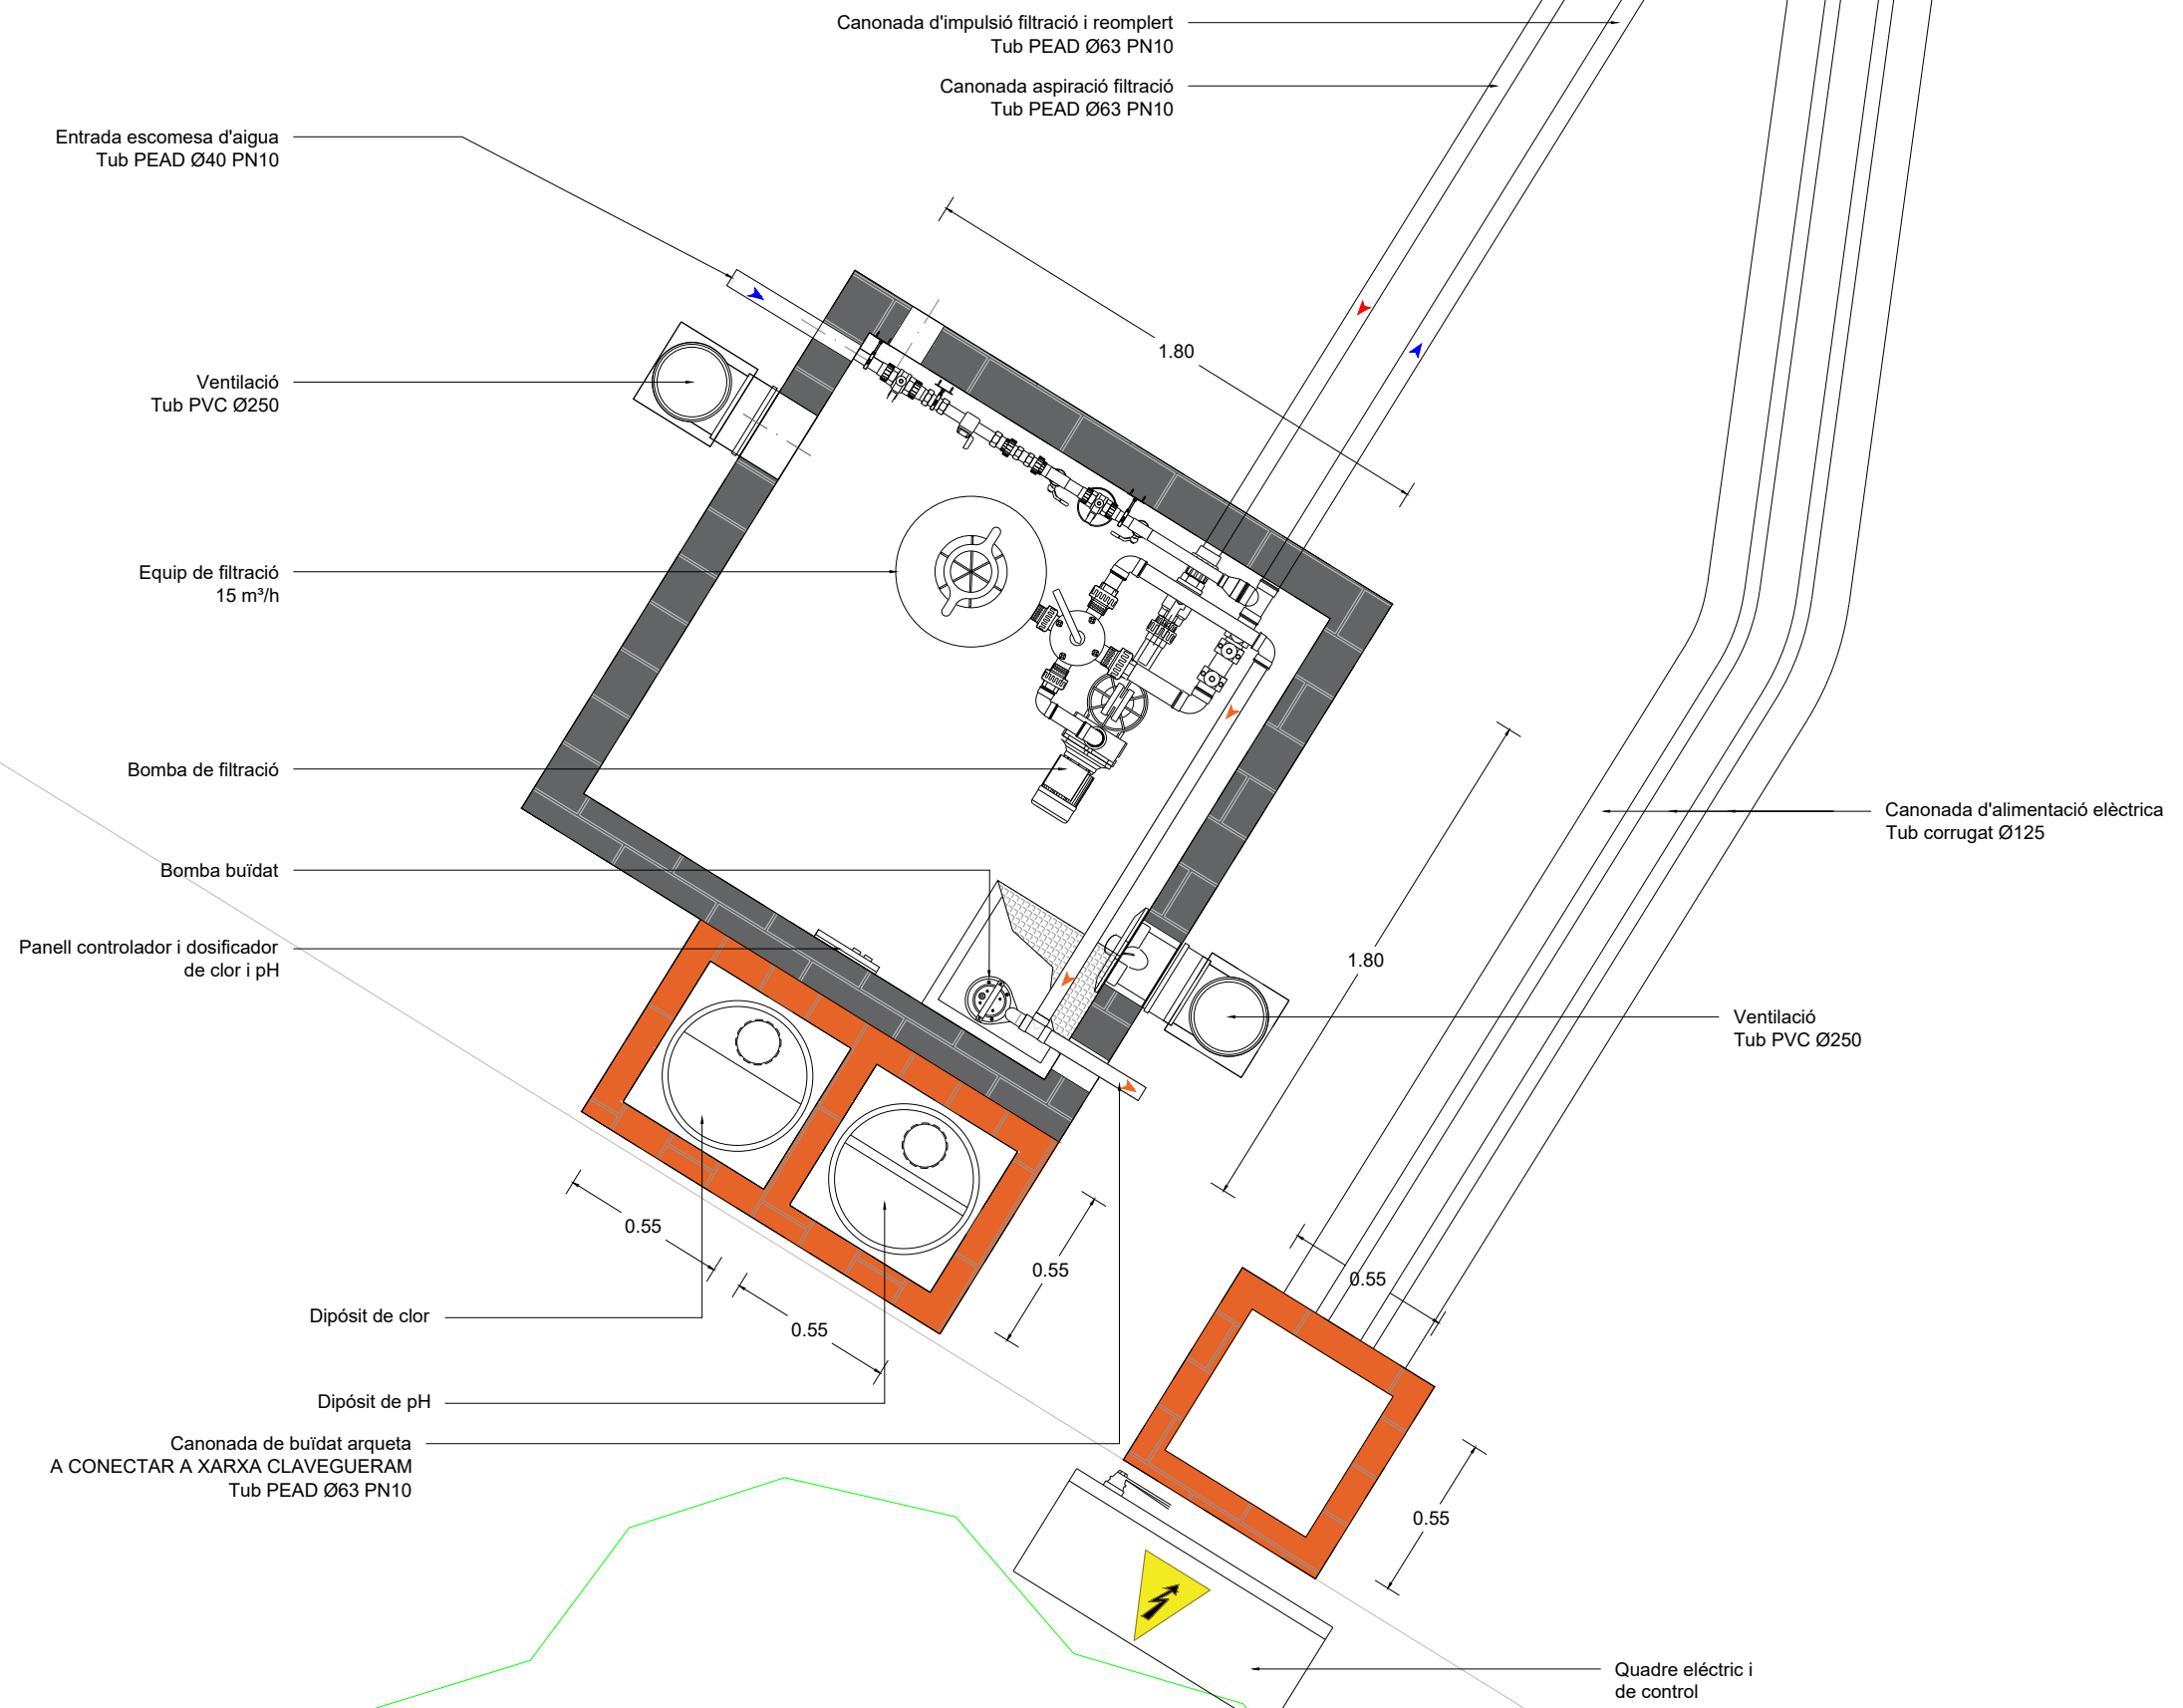 Canonada d'impulsió filtració i reomplert
Tub PEAD Ø63 PN10
Canonada aspiració filtració
Tub PEAD Ø63 PN10
Entrada escomesa d'aigua
Tub PEAD Ø40 PN10
1.80
Ventilació
Tub PVC Ø250
Equip de filtració
15 m³/h
Bomba de filtració
Canonada d'alimentació elèctrica
Tub corrugat Ø125
Bomba buïdat
Panell controlador i dosificador
de clor i pH
1.80
Ventilació
Tub PVC Ø250
0.55
0.55
0.55
0.55
Dipósit de clor
Dipósit de pH
Canonada de buïdat arqueta
A CONECTAR A XARXA CLAVEGUERAM
Tub PEAD Ø63 PN10
0.55
Quadre eléctric i
de control